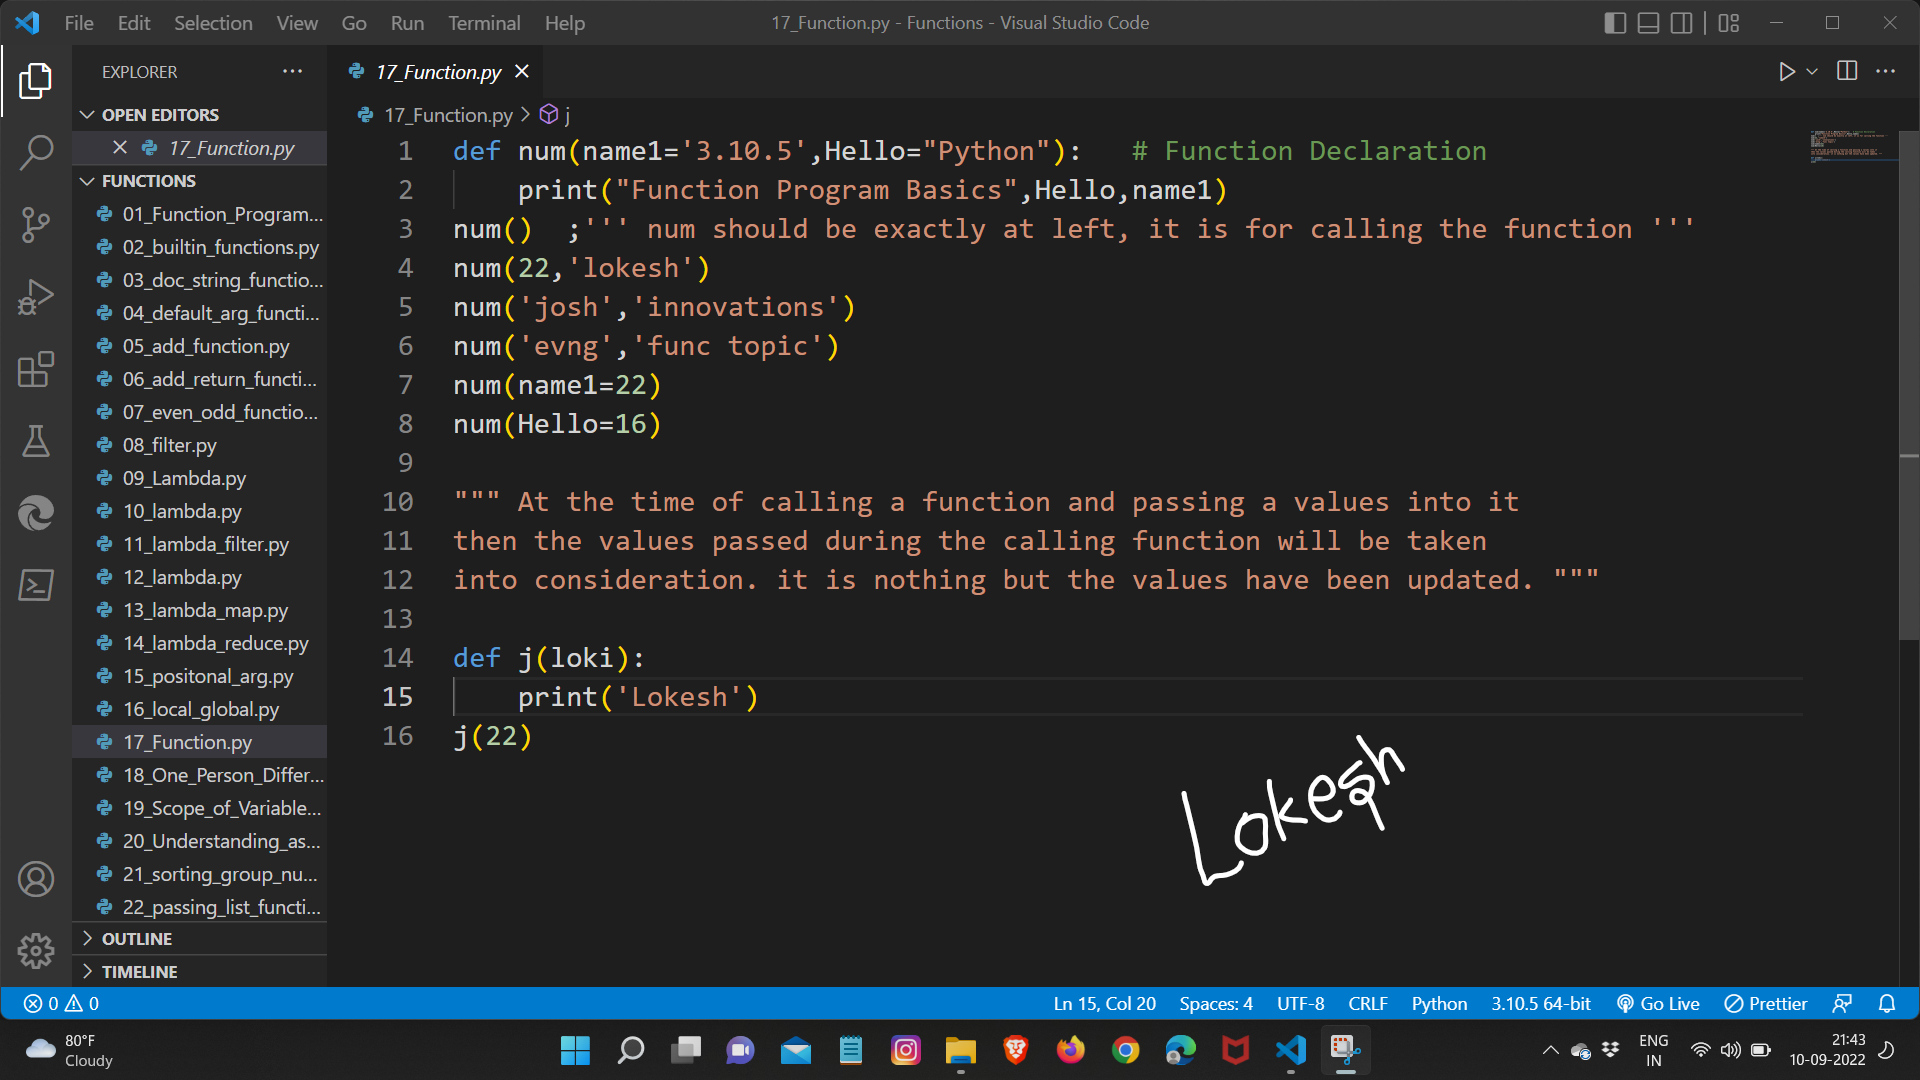 File Edit Selection View Go Run Terminal Help 17_Function.py - Functions - Visual Studio Code
EXPLORER
17_Function.py
OPEN EDITORS
17_Function.py > j
17_Function.py
FUNCTIONS
01_Function_Program...
02_builtin_functions.py
03_doc_string_functio...
04_default_arg_functi...
05_add_function.py
06_add_return_functi...
07_even_odd_functio...
08_filter.py
09_Lambda.py
10_lambda.py
11_lambda_filter.py
12_lambda.py
13_lambda_map.py
14_lambda_reduce.py
15_positonal_arg.py
16_local_global.py
17_Function.py
18_One_Person_Differ...
19_Scope_of_Variable...
20_Understanding_as...
21_sorting_group_nu...
22_passing_list_functi...
OUTLINE
TIMELINE
1 def num(name1='3.10.5',Hello="Python"):   # Function Declaration
2     print("Function Program Basics",Hello,name1)
3 num()  ;''' num should be exactly at left, it is for calling the function '''
4 num(22,'lokesh')
5 num('josh','innovations')
6 num('evng','func topic')
7 num(name1=22)
8 num(Hello=16)
9
10 """ At the time of calling a function and passing a values into it
11 then the values passed during the calling function will be taken
12 into consideration. it is nothing but the values have been updated. """
13
14 def j(loki):
15     print('Lokesh')
16 j(22)
Lokesh
0 0 Ln 15, Col 20 Spaces: 4 UTF-8 CRLF Python 3.10.5 64-bit Go Live Prettier
80°F
Cloudy
ENG
IN
21:43
10-09-2022